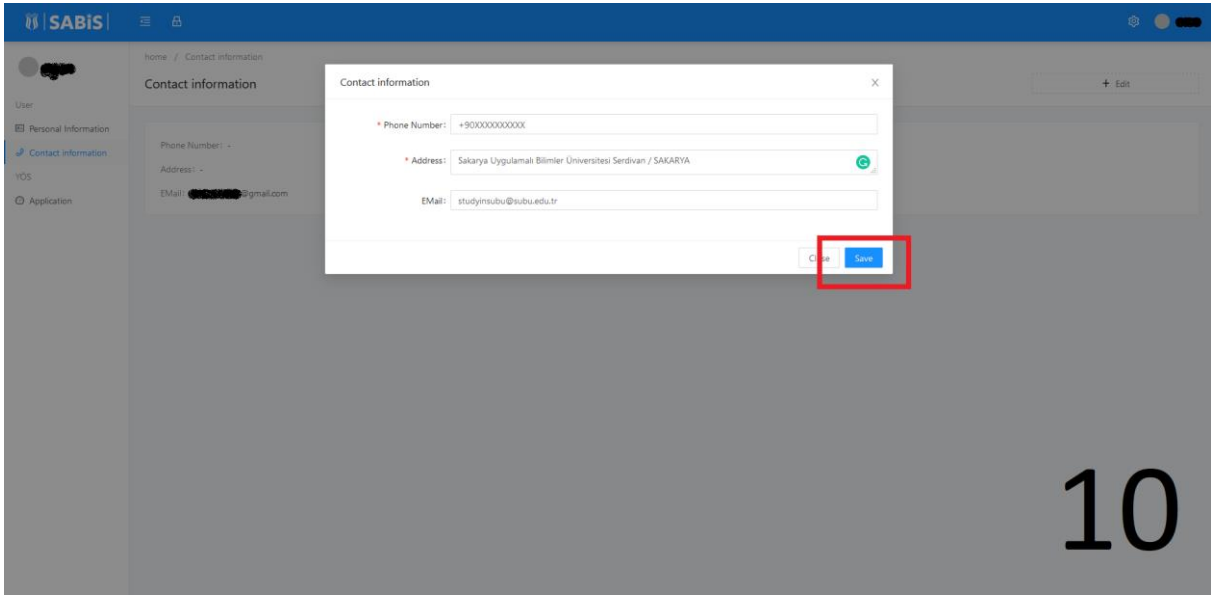 SABİS
home / Contact information
Contact information
+ Edit
User
Personal Information
Contact information
YÖS
Application
Phone Number: -
Address: -
EMail: @gmail.com
Contact information
* Phone Number: +90XXXXXXXXXX
* Address: Sakarya Uygulamalı Bilimler Üniversitesi Serdivan / SAKARYA
EMail: studyinsubu@subu.edu.tr
Close
Save
10